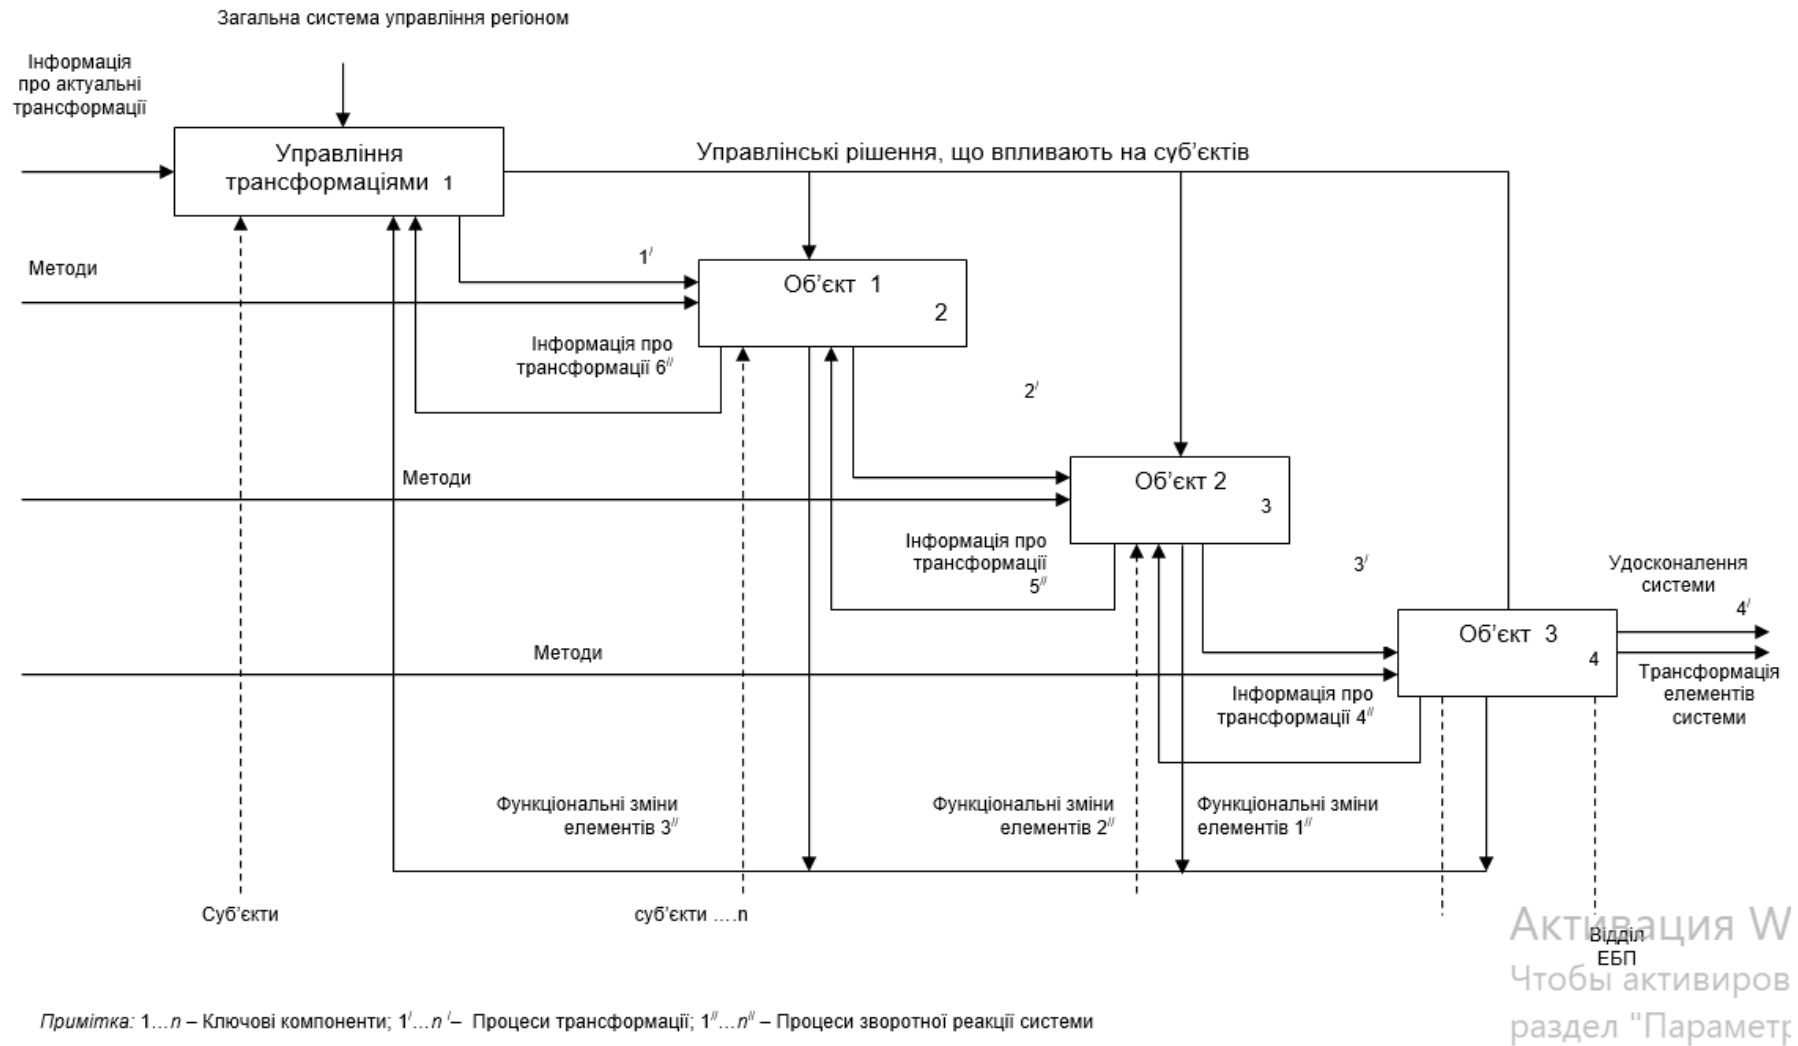 Загальна система управління регіоном
Інформація
про актуальні
трансформації
Управління
трансформаціями 1
Управлінські рішення, що впливають на суб’єктів
Методи
1/
Об’єкт 1
2
Інформація про
трансформації 6//
2/
Методи
Об’єкт 2
3
Інформація про
трансформації
5//
3/
Удосконалення
системи
4/
Методи
Об’єкт 3
4
Трансформація
елементів
системи
Інформація про
трансформації 4//
Функціональні зміни
елементів 3//
Функціональні зміни
елементів 2//
Функціональні зміни
елементів 1//
Суб’єкти
суб’єкти ….n
Відділ
ЕБП
Активация W
Чтобы активиров
раздел "Параметр
Примітка: 1…n – Ключові компоненти; 1/…n /– Процеси трансформації; 1//…n// – Процеси зворотної реакції системи